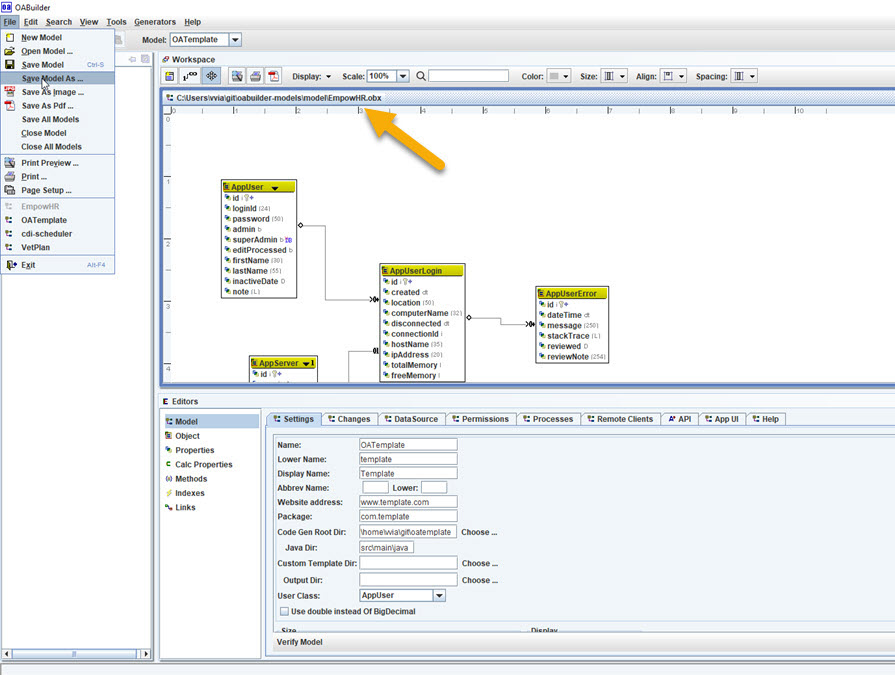 oa OABuilder
File Edit Search View Tools Generators Help
New Model
Open Model ...
Save Model Ctrl-S
Save Model As ...
Save As Image ...
Save As Pdf ...
Save All Models
Close Model
Close All Models
Print Preview ...
Print ...
Page Setup ...
EmpowHR
OATemplate
cdi-scheduler
VetPlan
Exit Alt-F4
Model: OATemplate
Workspace
Display: Scale: 100% Color: Size: Align: Spacing:
C:\Users\vvia\git\oabuilder-models\model\EmpowHR.obx
0 1 2 3 4 5 6 7 8 9 10
0
1
2
3
4
AppUser
id
loginId (24)
password (50)
admin b
superAdmin b
editProcessed b
firstName (30)
lastName (55)
inactiveDate D
note (L)
AppUserLogin
id
created dt
location (50)
computerName (32)
disconnected dt
connectionId i
hostName (35)
ipAddress (20)
totalMemory l
freeMemory l
AppUserError
id
dateTime dt
message (250)
stackTrace (L)
reviewed D
reviewNote (254)
AppServer 1
id
Editors
Model
Object
Properties
Calc Properties
Methods
Indexes
Links
Settings Changes DataSource Permissions Processes Remote Clients API App UI Help
Name: OATemplate
Lower Name: template
Display Name: Template
Abbrev Name: Lower:
Website address: www.template.com
Package: com.template
Code Gen Root Dir: \home\vvia\git\oatemplate Choose ...
Java Dir: src\main\java
Custom Template Dir: Choose ...
Output Dir: Choose ...
User Class: AppUser
Use double instead Of BigDecimal
Size Display
Verify Model